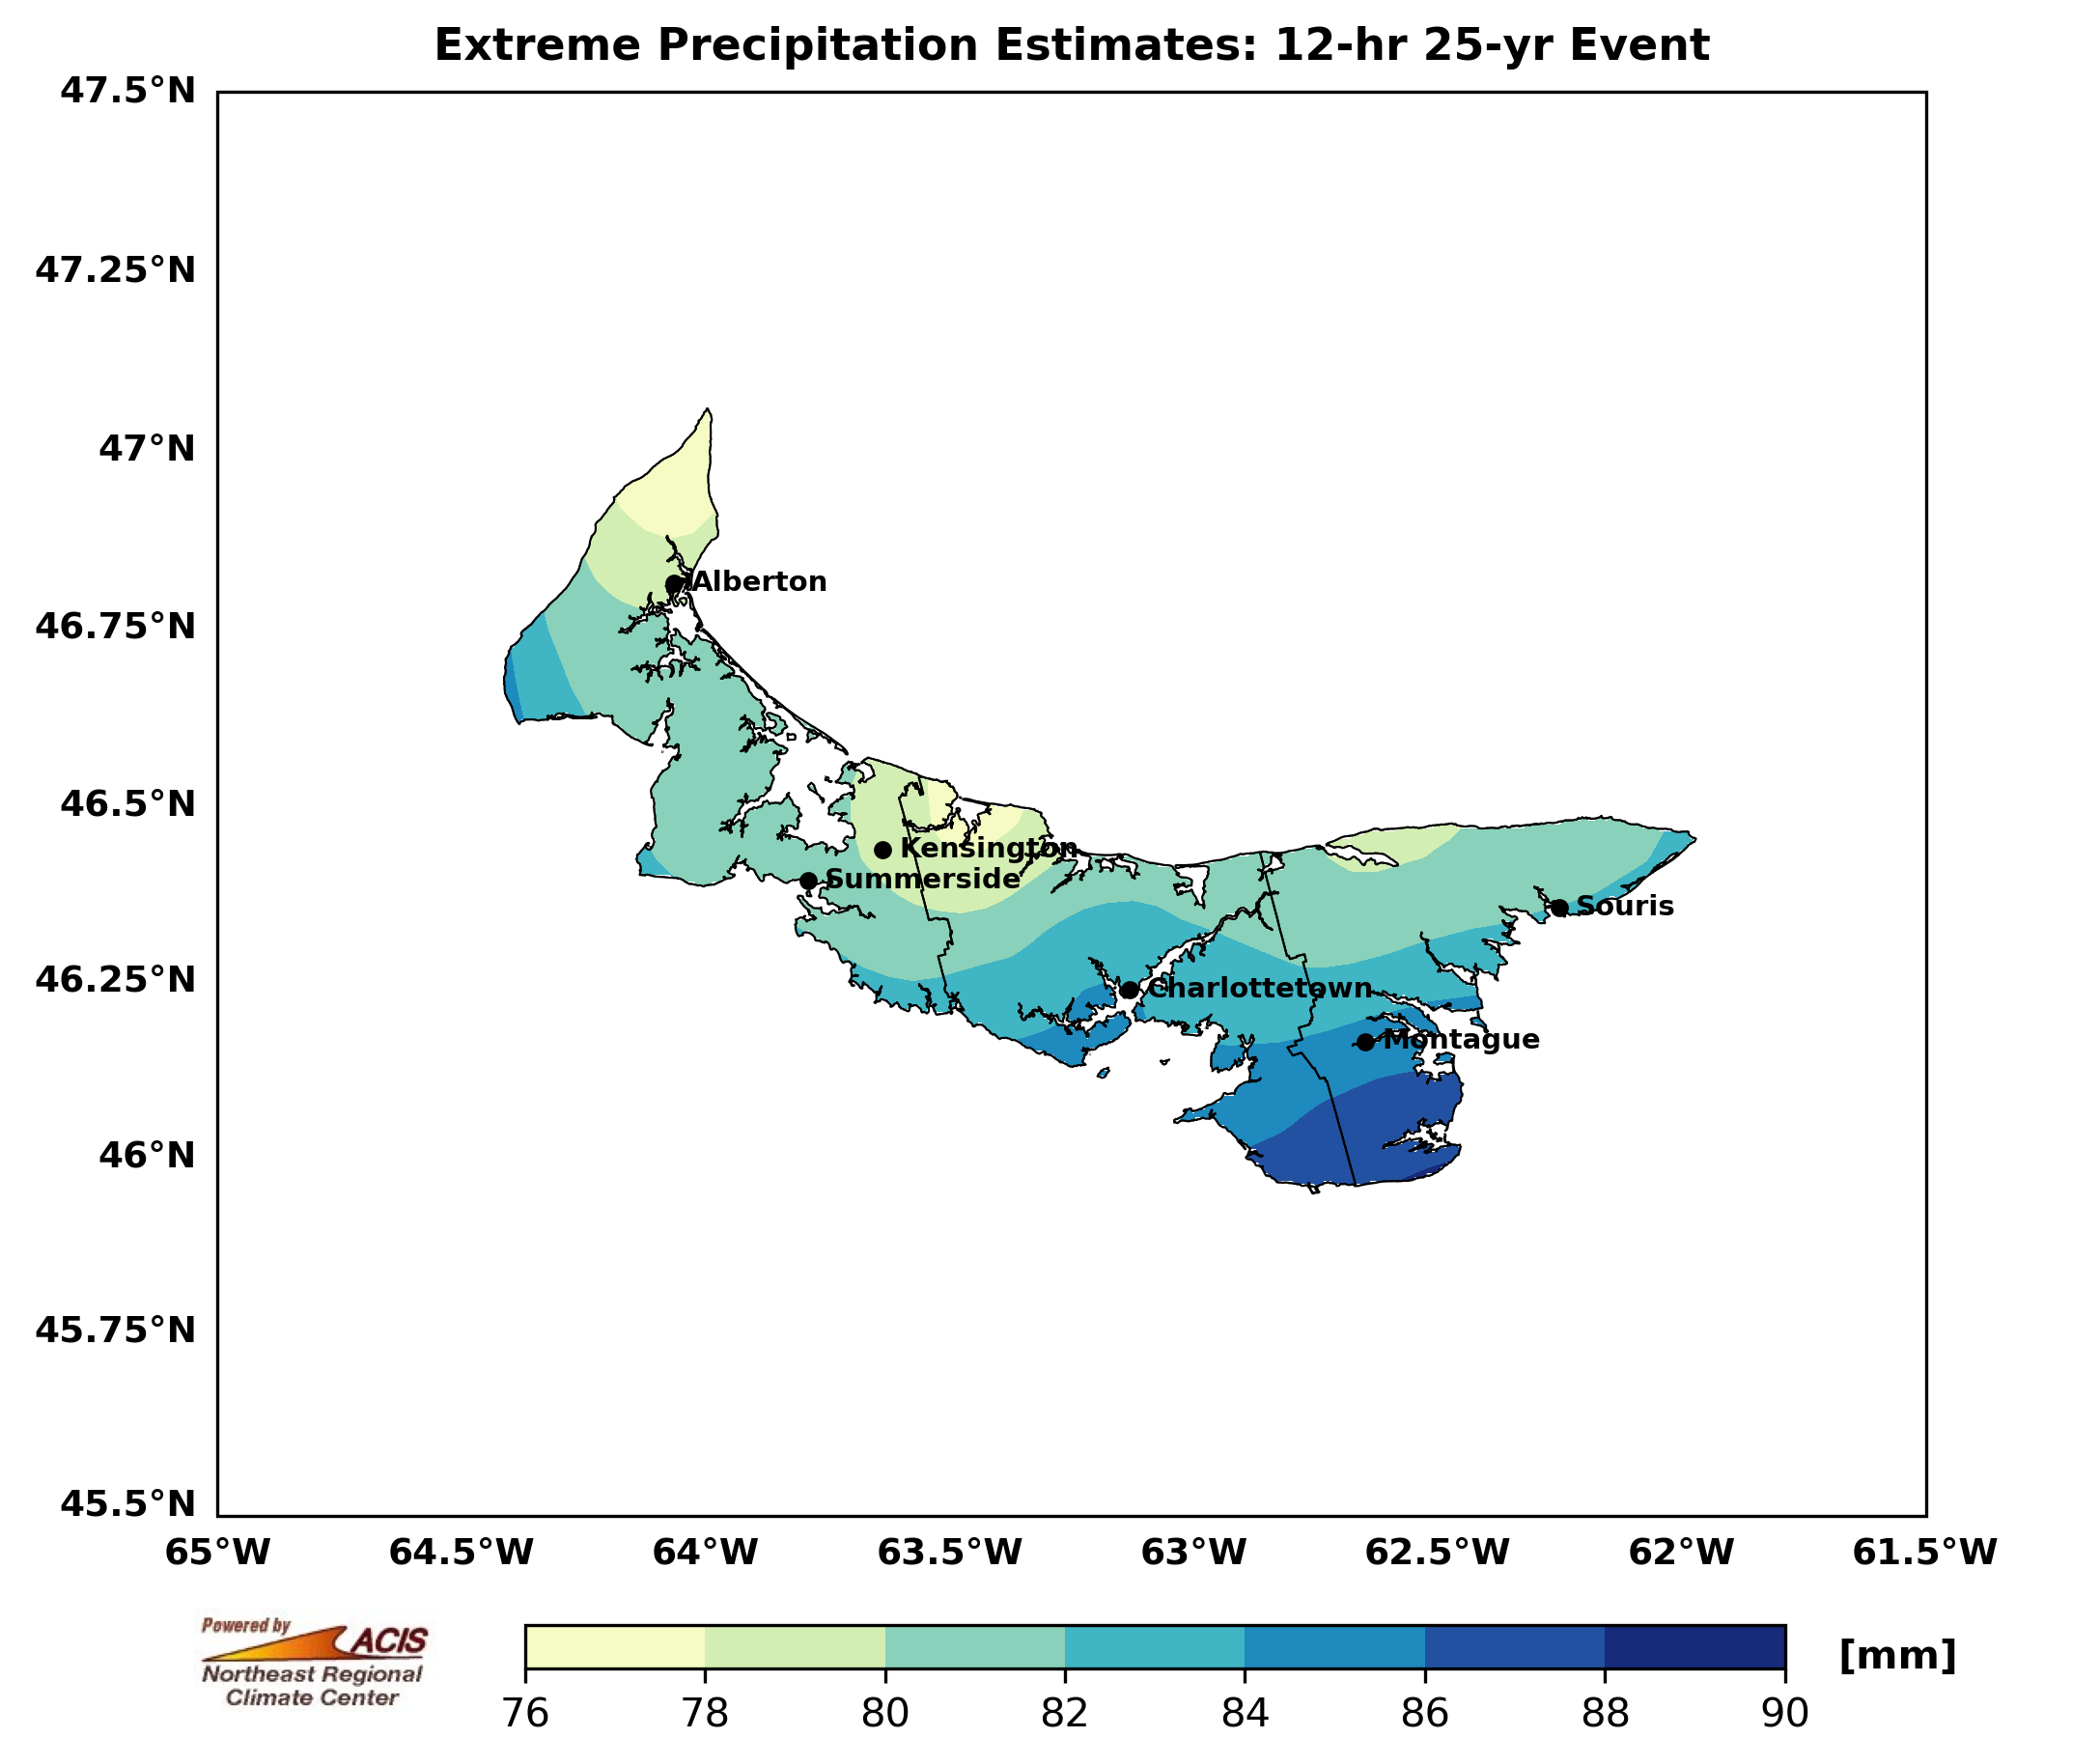 Extreme Precipitation Estimates: 12-hr 25-yr Event
47.5°N
47.25°N
47°N
46.75°N
46.5°N
46.25°N
46°N
45.75°N
45.5°N
Alberton
Kensington
Summerside
Souris
Charlottetown
Montague
65°W 64.5°W 64°W 63.5°W 63°W 62.5°W 62°W 61.5°W
Powered by
ACIS
Northeast Regional
Climate Center
[mm]
76 78 80 82 84 86 88 90